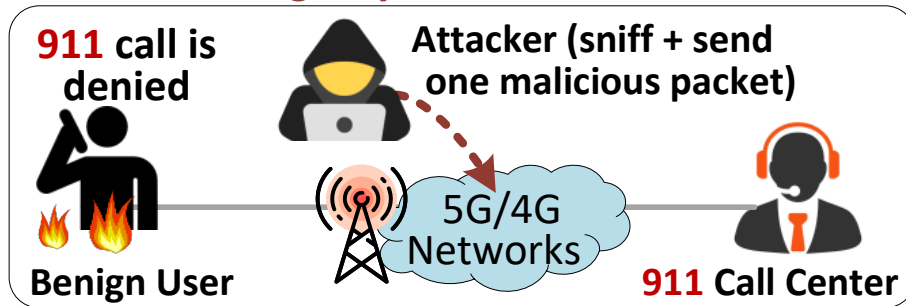 911 call is
denied
Attacker (sniff + send
one malicious packet)
5G/4G
Networks
Benign User
911 Call Center